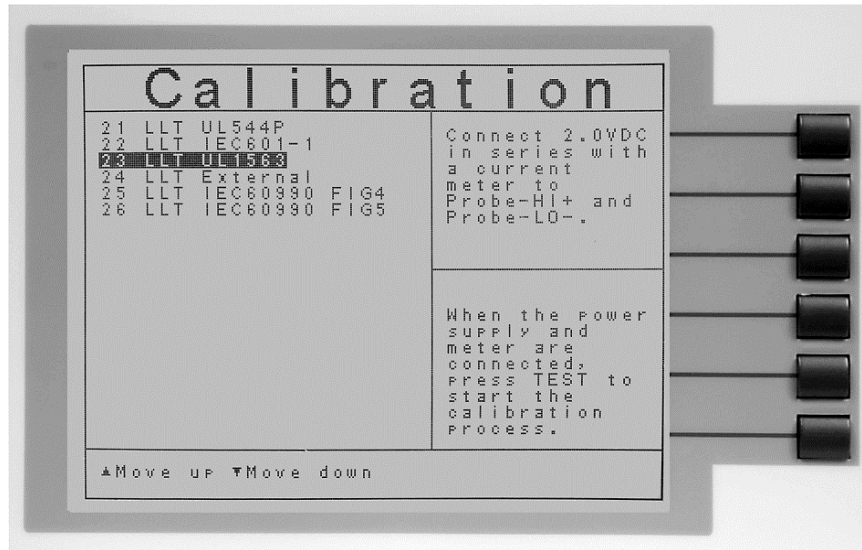 Calibration
21 LLT UL544P
22 LLT IEC601-1
23 LLT UL1563
24 LLT External
25 LLT IEC60990 FIG4
26 LLT IEC60990 FIG5
Connect 2.0VDC
in series with
a current
meter to
Probe-HI+ and
Probe-LO-.
When the power
supply and
meter are
connected,
press TEST to
start the
calibration
process.
▲Move up ▼Move down